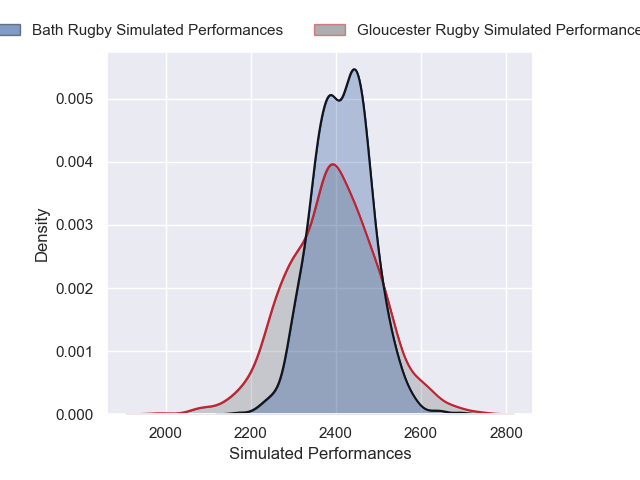 Bath Rugby Simulated Performances
Gloucester Rugby Simulated Performance
0.005
0.004
0.003
0.002
0.001
0.000
Density
2000
2200
2400
2600
2800
Simulated Performances